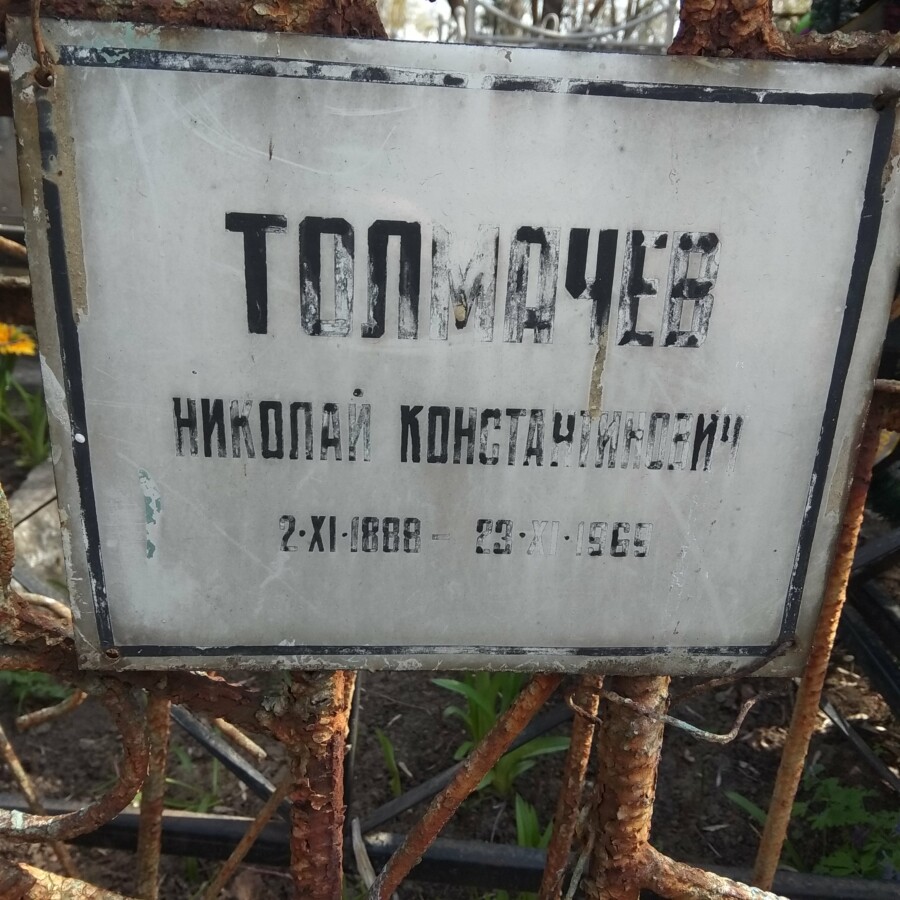 ТОЛМАЧЕВ
НИКОЛАЙ КОНСТАНТИНОВИЧ
2·XI·1888 - 23·XI·1969